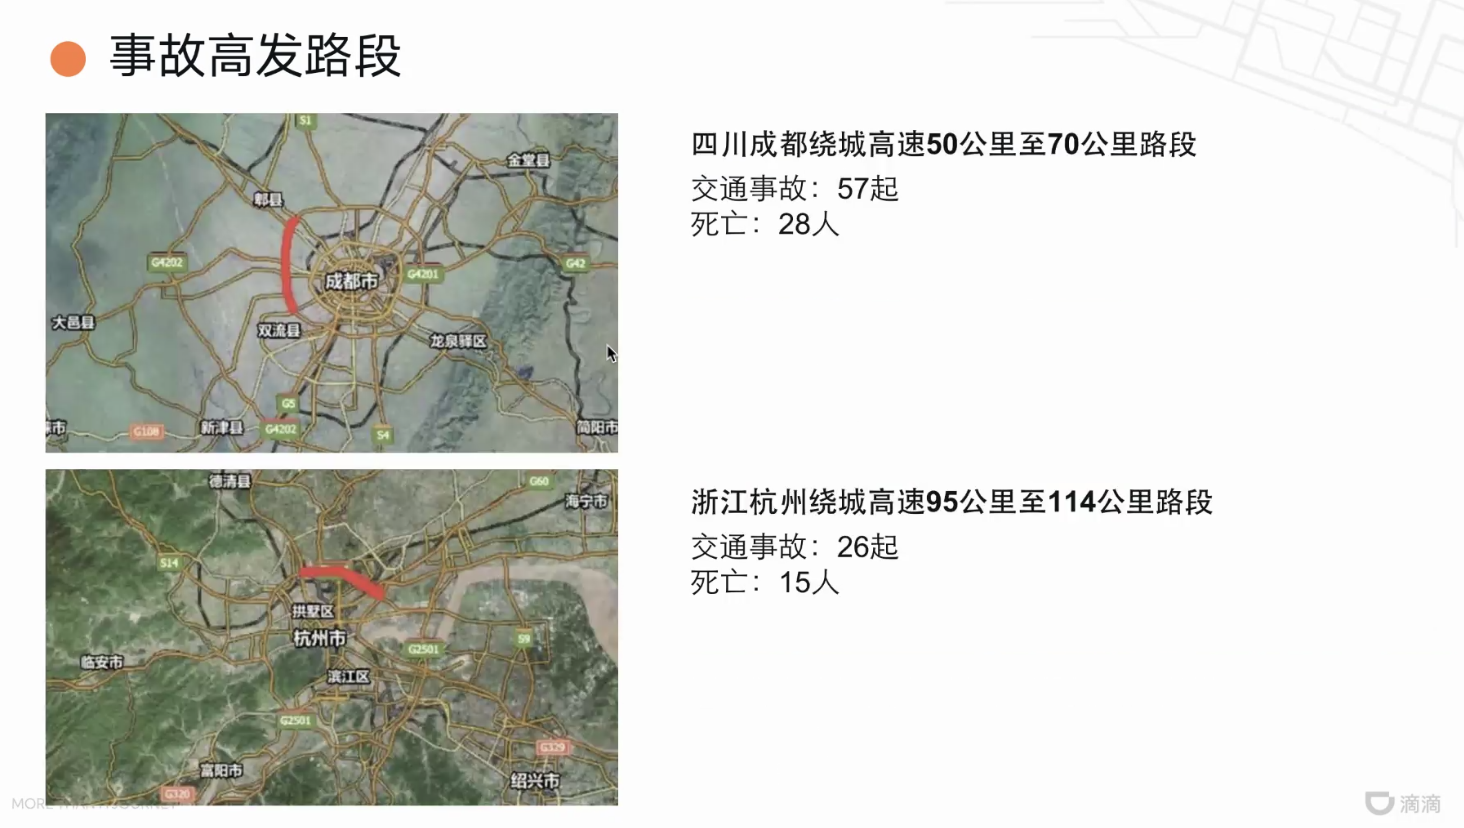 事故高发路段
S1
金堂县
郫县
G4202
成都市
G4201
G42
大邑县
双流县
龙泉驿区
G5
G108
新津县
G4202
S4
简阳市
四川成都绕城高速50公里至70公里路段
交通事故：57起
死亡：28人
德清县
G60
海宁市
S14
拱墅区
杭州市
S9
G2501
临安市
滨江区
G2501
G329
富阳市
绍兴市
G320
浙江杭州绕城高速95公里至114公里路段
交通事故：26起
死亡：15人
MORE THAN A JOURNEY
滴滴